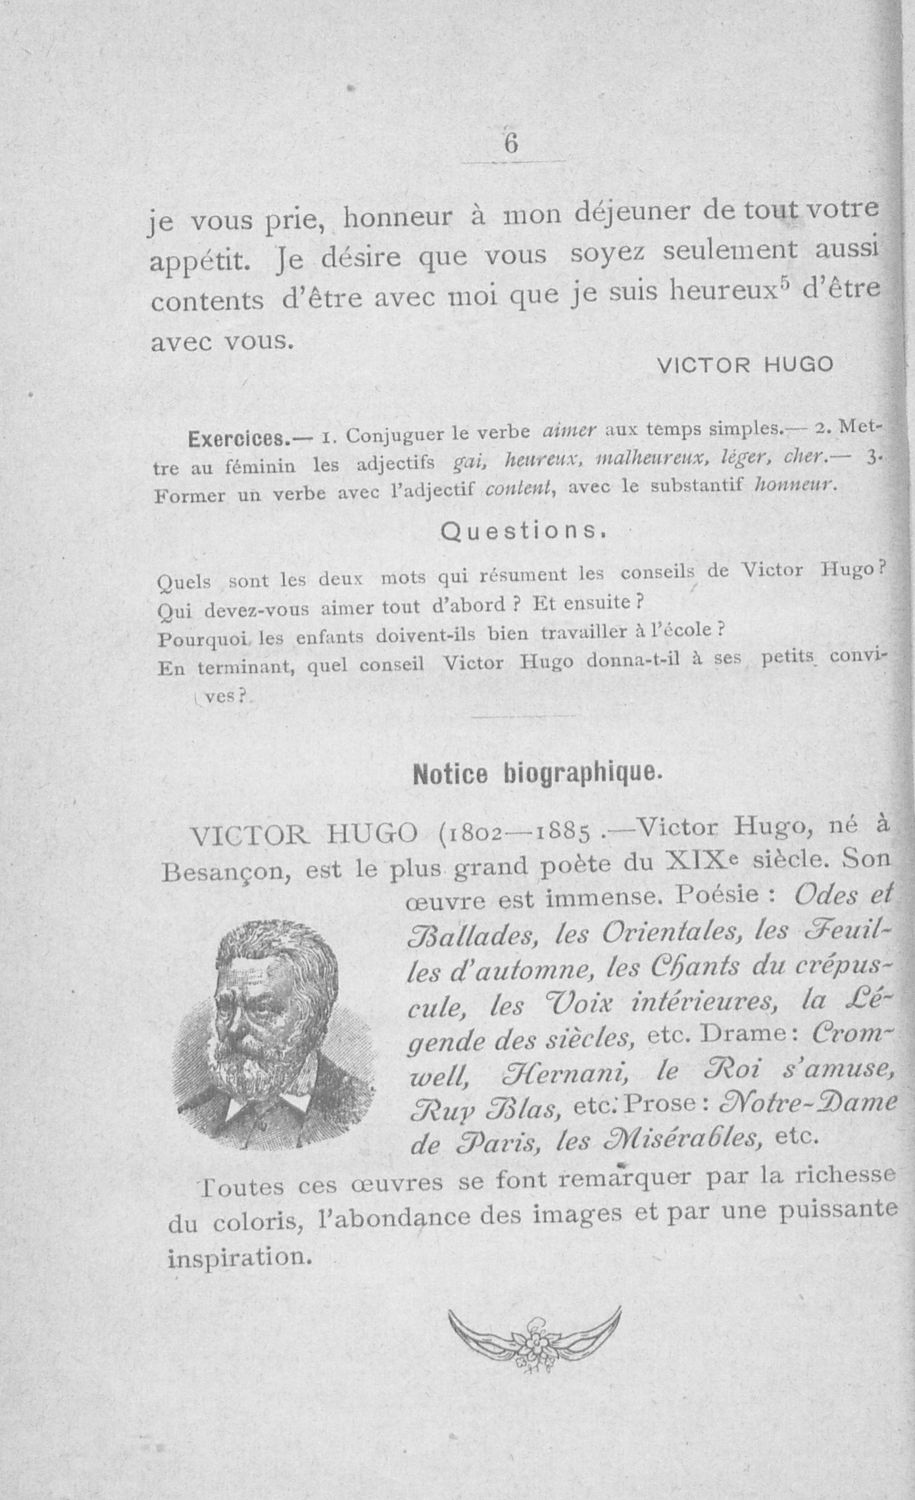 6
je vous prie, honneur à mon déjeuner de tout votre
appétit. Je désire que vous soyez seulement aussi
contents d'être avec moi que je suis heureux⁵ d'être
avec vous.
VICTOR HUGO
Exercices.— 1. Conjuguer le verbe aimer aux temps simples.— 2. Met-
tre au féminin les adjectifs gai, heureux, malheureux, léger, cher.— 3.
Former un verbe avec l'adjectif content, avec le substantif honneur.
Questions.
Quels sont les deux mots qui résument les conseils de Victor Hugo?
Qui devez-vous aimer tout d'abord ? Et ensuite ?
Pourquoi les enfants doivent-ils bien travailler à l'école ?
En terminant, quel conseil Victor Hugo donna-t-il à ses petits convi-
ves ?
Notice biographique.
VICTOR HUGO (1802—1885 .—Victor Hugo, né à
Besançon, est le plus grand poète du XIXe siècle. Son
œuvre est immense. Poésie : Odes et
Ballades, les Orientales, les Feuil-
les d'automne, les Chants du crépus-
cule, les Voix intérieures, la Lé-
gende des siècles, etc. Drame : Crom-
well, Hernani, le Roi s'amuse,
Ruy Blas, etc. Prose : Notre-Dame
de Paris, les Misérables, etc.
Toutes ces œuvres se font remarquer par la richesse
du coloris, l'abondance des images et par une puissante
inspiration.